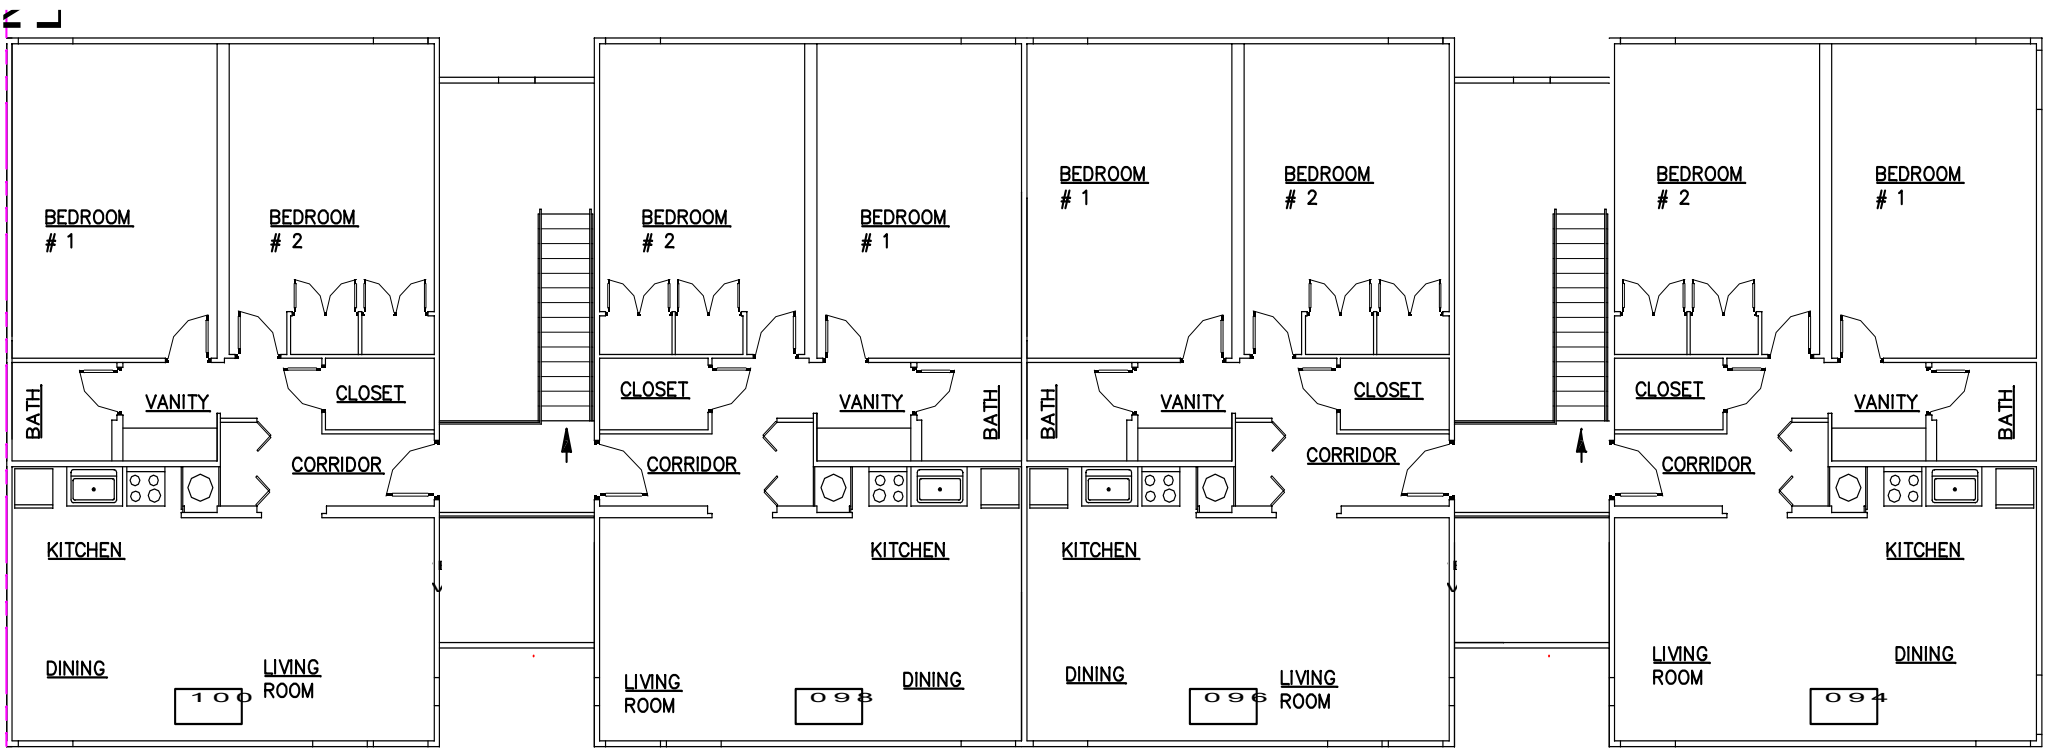 BEDROOM
# 1
BEDROOM
# 2
BEDROOM
# 2
BEDROOM
# 1
BEDROOM
# 1
BEDROOM
# 2
BEDROOM
# 2
BEDROOM
# 1
BATH
VANITY
CLOSET
CLOSET
VANITY
BATH
BATH
VANITY
CLOSET
CLOSET
VANITY
BATH
CORRIDOR
CORRIDOR
CORRIDOR
CORRIDOR
KITCHEN
KITCHEN
KITCHEN
KITCHEN
DINING
LIVING
ROOM
LIVING
ROOM
DINING
DINING
LIVING
ROOM
LIVING
ROOM
DINING
100
098
096
094